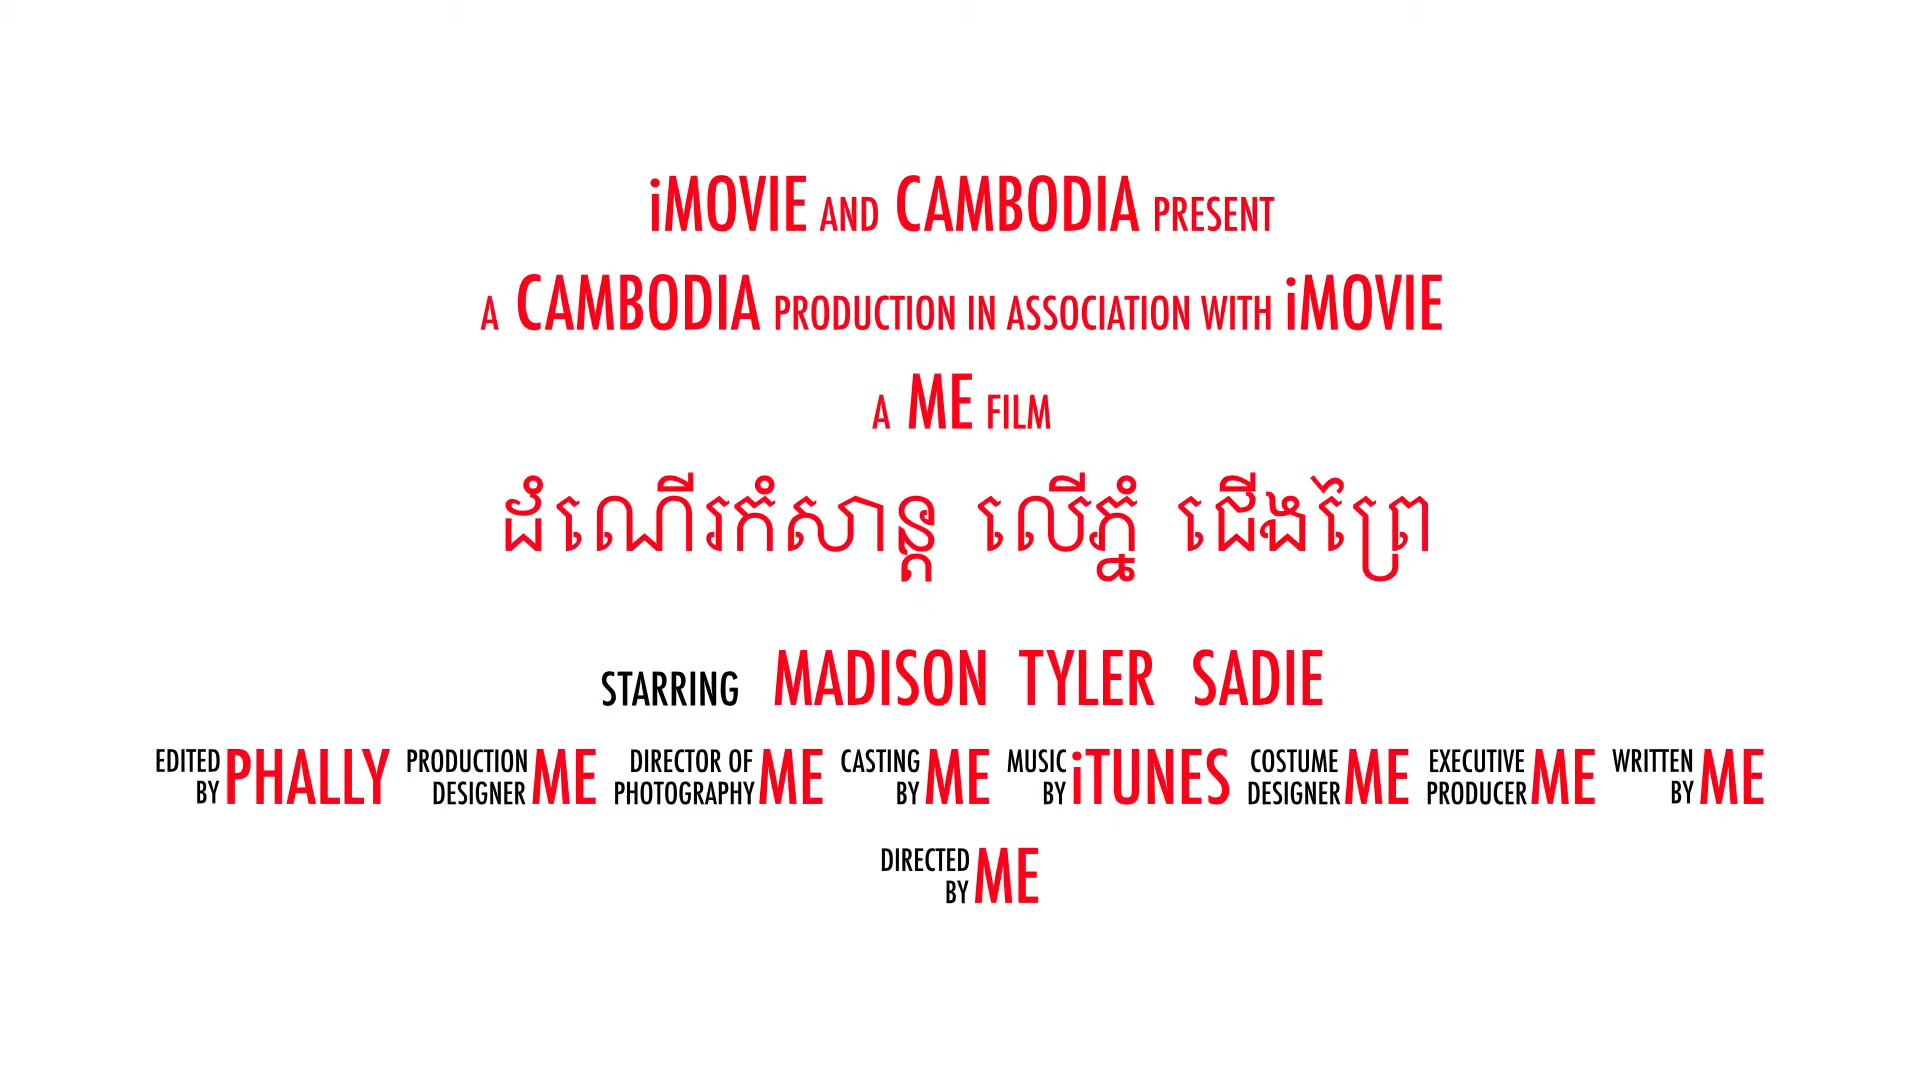 iMOVIE AND CAMBODIA PRESENT
A CAMBODIA PRODUCTION IN ASSOCIATION WITH iMOVIE
A ME FILM
ដំណើរកំសាន្ត លើភ្នំ ជើងព្រៃ
STARRING MADISON TYLER SADIE
EDITED BY PHALLY PRODUCTION DESIGNER ME DIRECTOR OF PHOTOGRAPHY ME CASTING BY ME MUSIC BY iTUNES COSTUME DESIGNER ME EXECUTIVE PRODUCER ME WRITTEN BY ME
DIRECTED BY ME